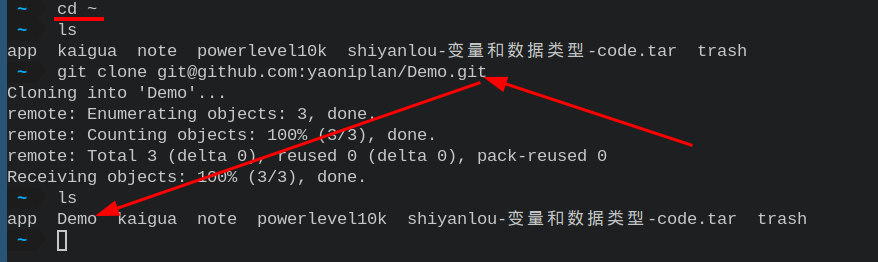 ~ cd ~
~ ls
app kaigua note powerlevel10k shiyanlou-变量和数据类型-code.tar trash
~ git clone git@github.com:yaoniplan/Demo.git
Cloning into 'Demo'...
remote: Enumerating objects: 3, done.
remote: Counting objects: 100% (3/3), done.
remote: Total 3 (delta 0), reused 0 (delta 0), pack-reused 0
Receiving objects: 100% (3/3), done.
~ ls
app Demo kaigua note powerlevel10k shiyanlou-变量和数据类型-code.tar trash
~